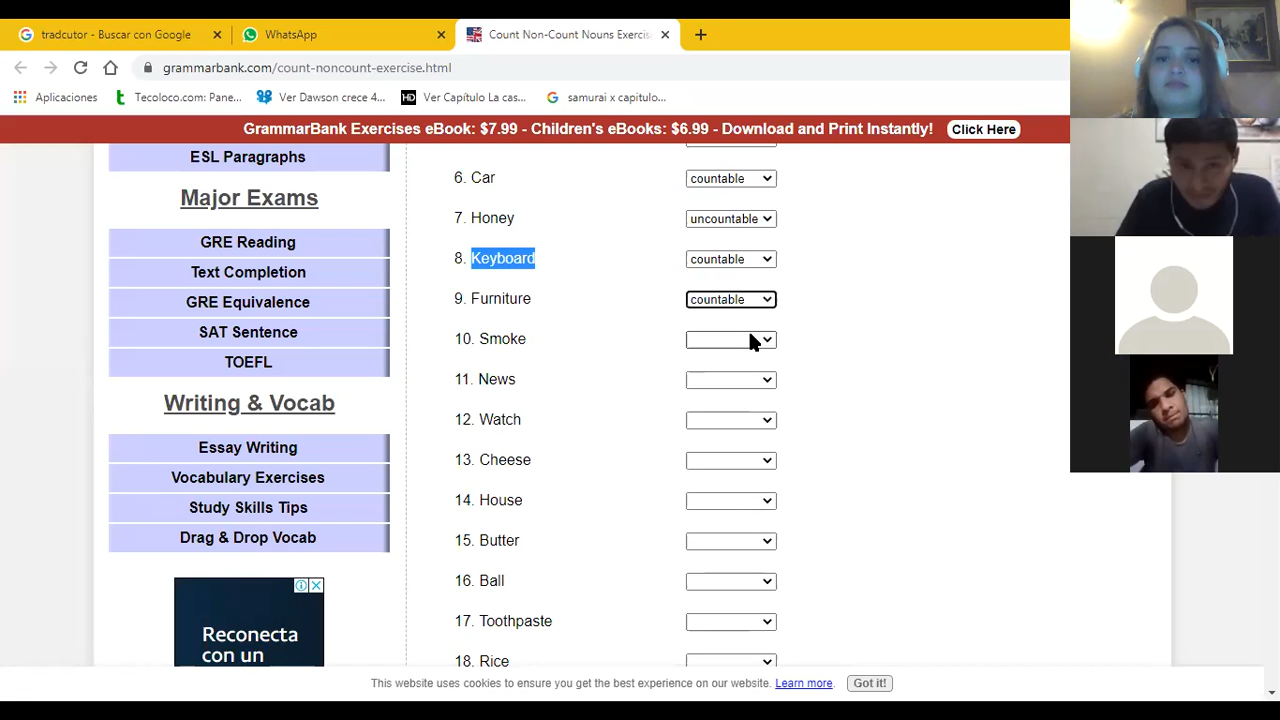 tradcutor - Buscar con Google
WhatsApp
Count Non-Count Nouns Exercis
grammarbank.com/count-noncount-exercise.html
Aplicaciones
Tecoloco.com: Pane...
Ver Dawson crece 4...
HD Ver Capítulo La cas...
samurai x capitulo...
GrammarBank Exercises eBook: $7.99 - Children's eBooks: $6.99 - Download and Print Instantly! Click Here
ESL Paragraphs
Major Exams
GRE Reading
Text Completion
GRE Equivalence
SAT Sentence
TOEFL
Writing & Vocab
Essay Writing
Vocabulary Exercises
Study Skills Tips
Drag & Drop Vocab
Reconecta
con un
6. Car countable
7. Honey uncountable
8. Keyboard countable
9. Furniture countable
10. Smoke
11. News
12. Watch
13. Cheese
14. House
15. Butter
16. Ball
17. Toothpaste
18. Rice
This website uses cookies to ensure you get the best experience on our website. Learn more. Got it!